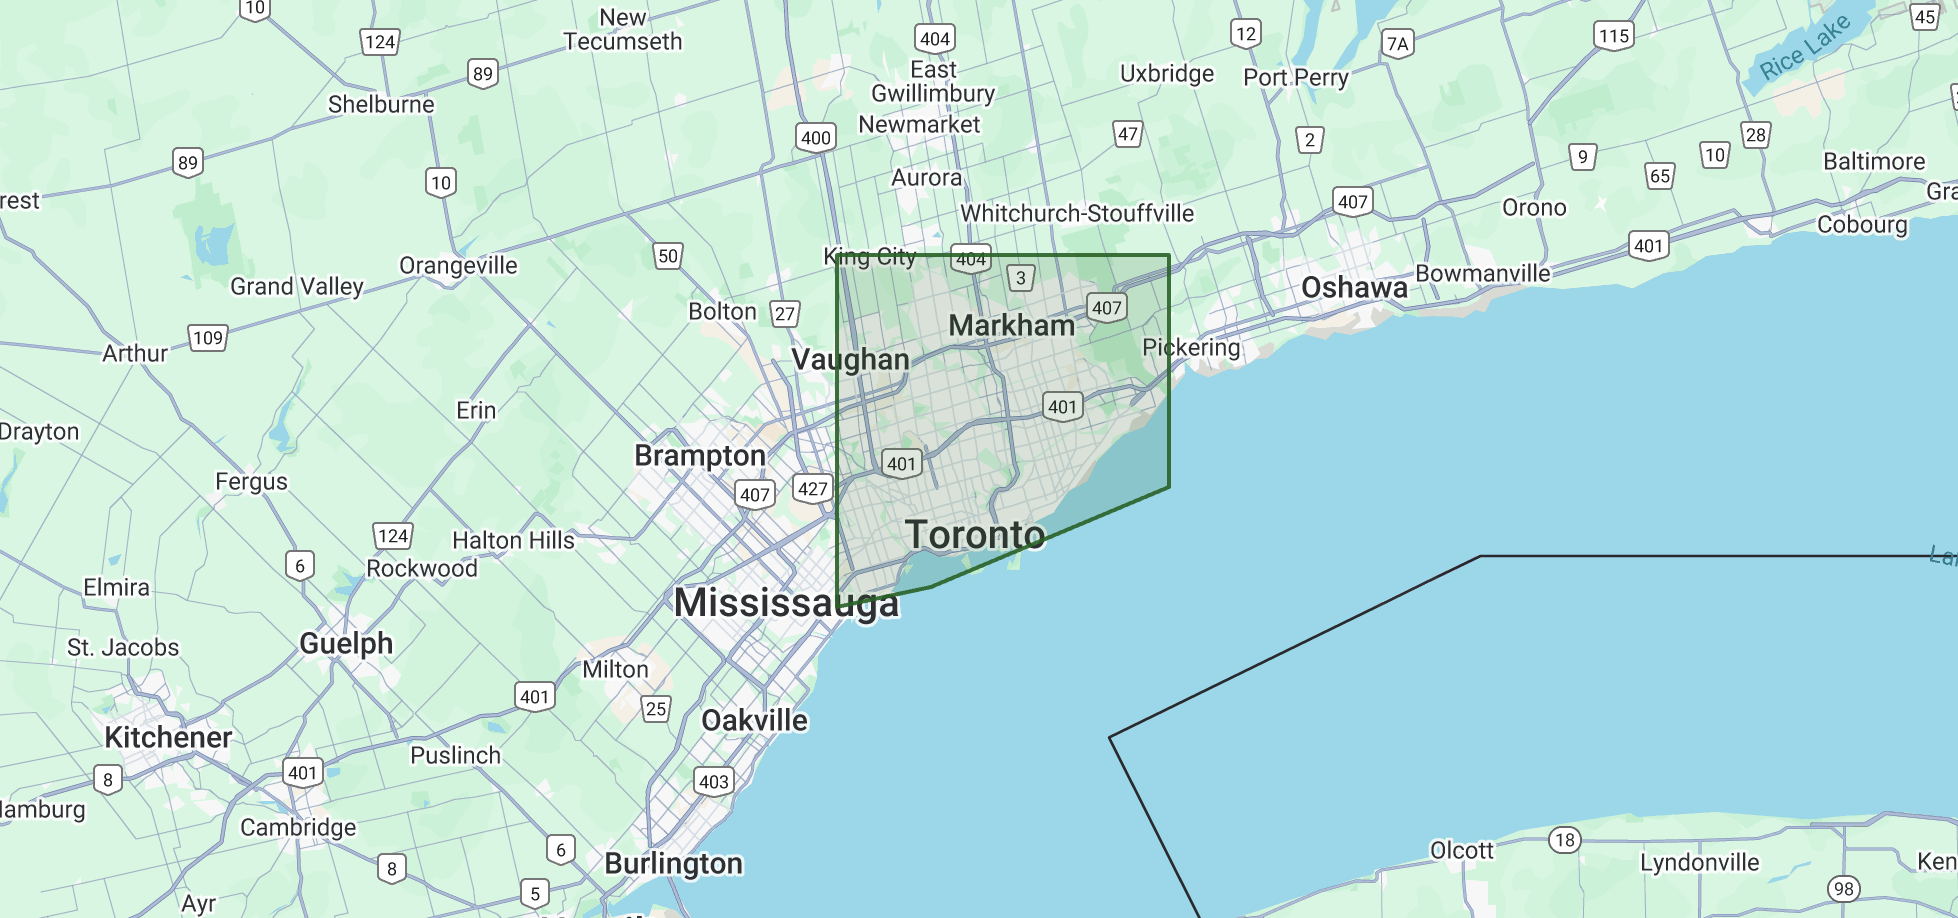 10
New
Tecumseth
124
89
Shelburne
404
East
Gwillimbury
Newmarket
400
12
Uxbridge
Port Perry
7A
115
Rice Lake
45
47
2
9
65
10
28
Baltimore
89
10
Aurora
Whitchurch-Stouffville
407
Orono
Cobourg
rest
Gra
401
50
King City
404
3
Orangeville
Grand Valley
109
Bolton
27
Markham
407
Oshawa
Bowmanville
Arthur
Vaughan
Pickering
Erin
401
Drayton
Brampton
401
Fergus
407
427
124
Halton Hills
Toronto
6
Rockwood
Elmira
Mississauga
St. Jacobs
Guelph
Milton
401
25
Oakville
Kitchener
Puslinch
8
401
403
Hamburg
Cambridge
6
8
Burlington
5
Ayr
Olcott
18
Lyndonville
Ken
98